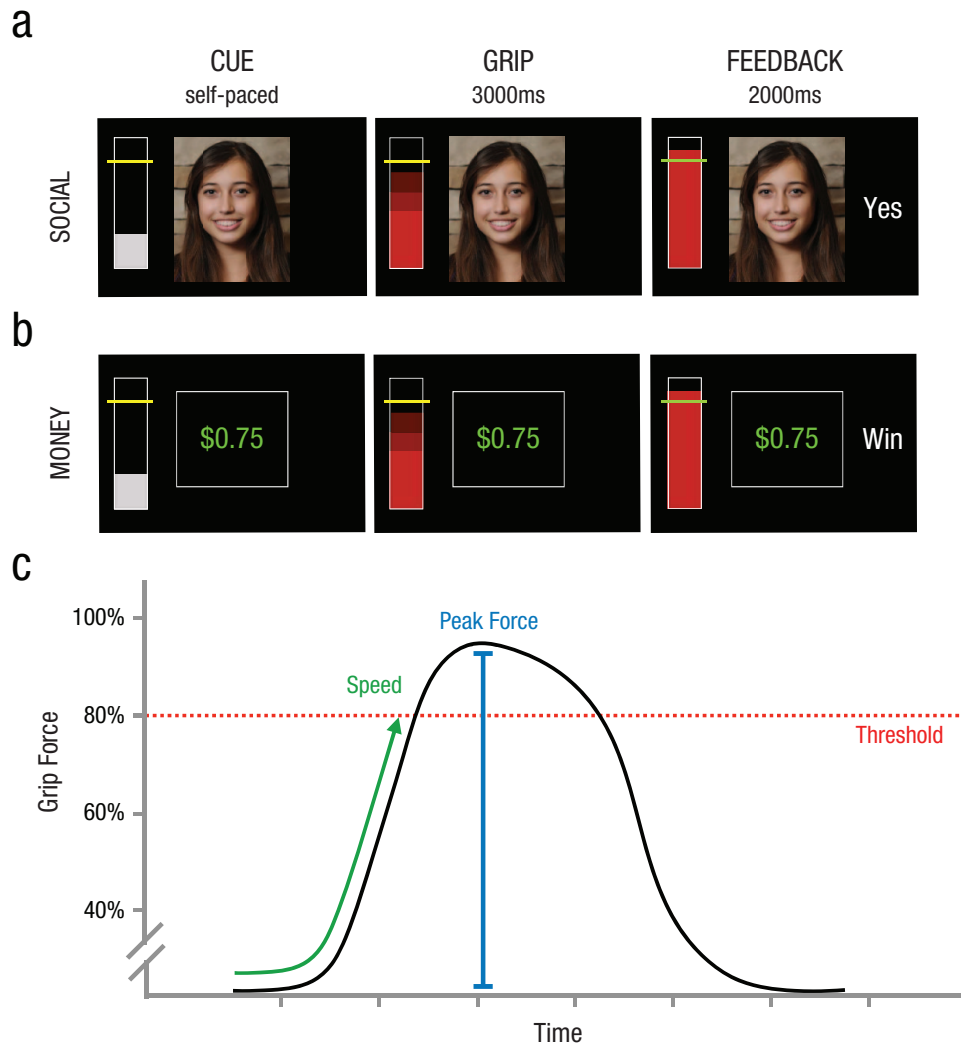 a
CUE
self-paced
GRIP
3000ms
FEEDBACK
2000ms
SOCIAL
Yes
b
MONEY
$0.75
$0.75
$0.75
Win
c
100%
80%
60%
40%
Grip Force
Peak Force
Speed
Threshold
Time